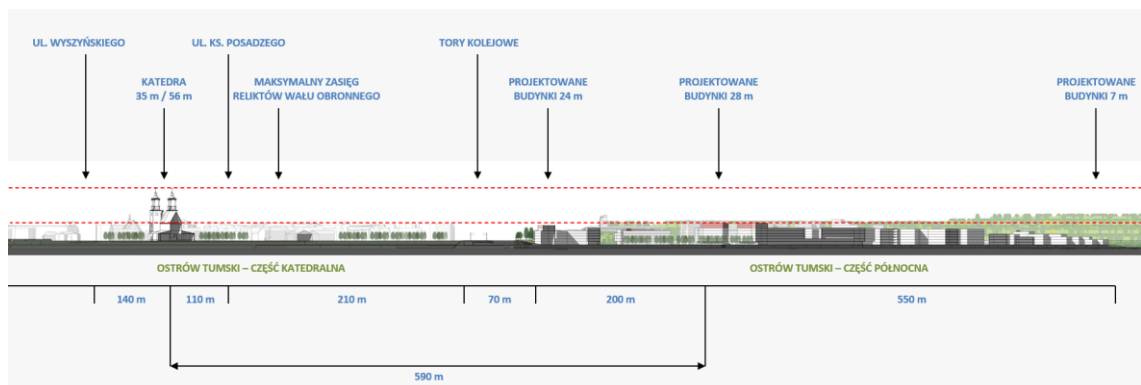 UL. WYSZYŃSKIEGO
UL. KS. POSADZEGO
TORY KOLEJOWE
KATEDRA
35 m / 56 m
MAKSYMALNY ZASIĘG
RELIKTÓW WAŁU OBRONNEGO
PROJEKTOWANE
BUDYNKI 24 m
PROJEKTOWANE
BUDYNKI 28 m
PROJEKTOWANE
BUDYNKI 7 m
OSTRÓW TUMSKI – CZĘŚĆ KATEDRALNA
OSTRÓW TUMSKI – CZĘŚĆ PÓŁNOCNA
140 m
110 m
210 m
70 m
200 m
550 m
590 m